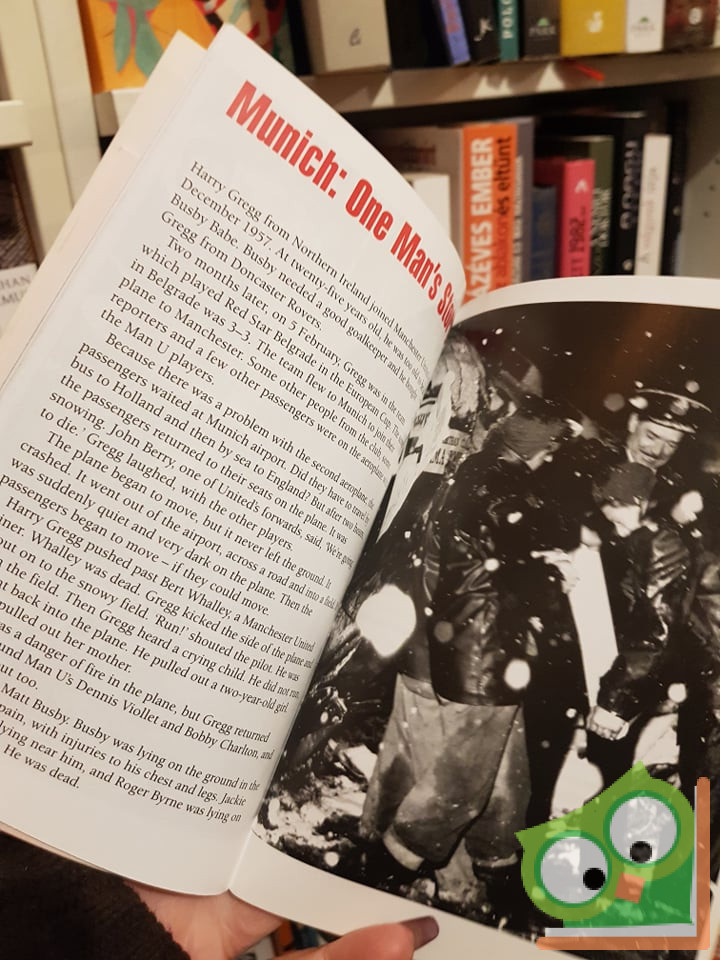 Munich: One Man's
Harry Gregg from Northern Ireland joined Manchester
December 1957. At twenty-five years old, he was too old
Busby Babe. Busby needed a good goalkeeper and he bought
Gregg from Doncaster Rovers.
Two months later, on 5 February, Gregg was in the team
which played Red Star Belgrade in the European Cup. The
in Belgrade was 3–3. The team flew to Munich to join the
plane to Manchester. Some other people from the club, some
reporters and a few other passengers were on the aeroplane
the Man U players.
Because there was a problem with the second aeroplane, the
passengers waited at Munich airport. Did they have to travel by
bus to Holland and then by sea to England? But after two hours,
the passengers returned to their seats on the plane. It was
snowing. John Berry, one of United's forwards, said, 'We're going
to die.' Gregg laughed, with the other players.
The plane began to move, but it never left the ground. It
crashed. It went out of the airport, across a road and into a field.
was suddenly quiet and very dark on the plane. Then the
passengers began to move – if they could move.
Harry Gregg pushed past Bert Whalley, a Manchester United
iner. Whalley was dead. Gregg kicked the side of the plane and
out on to the snowy field. 'Run!' shouted the pilot. He was
the field. Then Gregg heard a crying child. He did not run.
t back into the plane. He pulled out a two-year-old girl.
pulled out her mother.
as a danger of fire in the plane, but Gregg returned
und Man U's Dennis Viollet and Bobby Charlton, and
ut too.
Matt Busby. Busby was lying on the ground in the
pain, with injuries to his chest and legs. Jackie
lying near him, and Roger Byrne was lying on
He was dead.
AZÉVES EMBER
és eltűnt
1982